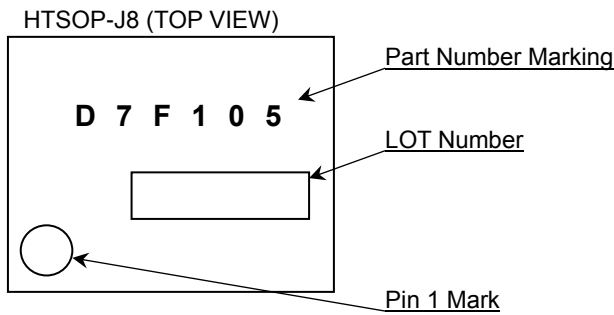 HTSOP-J8 (TOP VIEW)
Part Number Marking
D 7 F 1 0 5
LOT Number
Pin 1 Mark